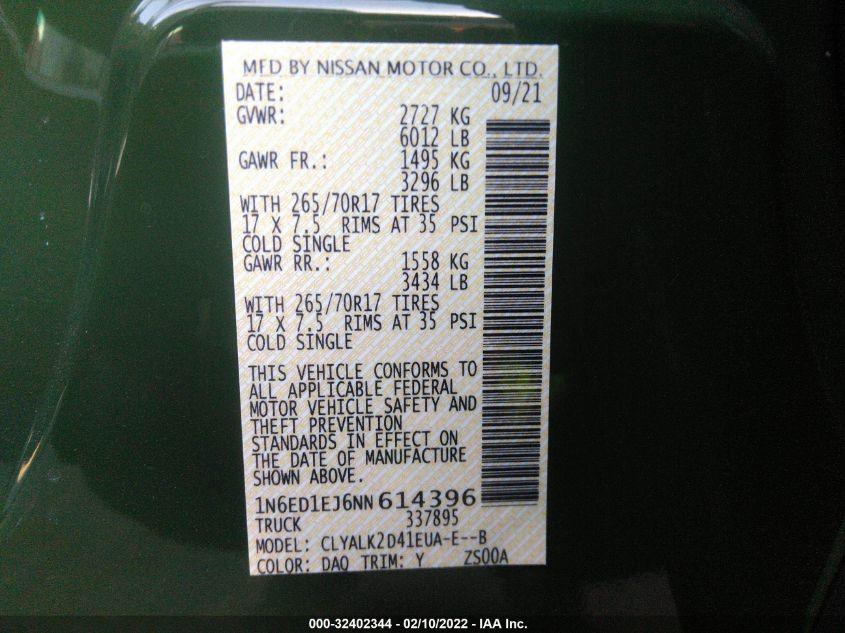 MFD BY NISSAN MOTOR CO., LTD.
DATE: 09/21
GVWR: 2727 KG
6012 LB
GAWR FR.: 1495 KG
3296 LB
WITH 265/70R17 TIRES
17 X 7.5 RIMS AT 35 PSI
COLD SINGLE
GAWR RR.: 1558 KG
3434 LB
WITH 265/70R17 TIRES
17 X 7.5 RIMS AT 35 PSI
COLD SINGLE
THIS VEHICLE CONFORMS TO
ALL APPLICABLE FEDERAL
MOTOR VEHICLE SAFETY AND
THEFT PREVENTION
STANDARDS IN EFFECT ON
THE DATE OF MANUFACTURE
SHOWN ABOVE.
1N6ED1EJ6NN614396
TRUCK 337895
MODEL: CLYALK2D41EUA-E--B
COLOR: DAQ TRIM: Y ZS00A
000-32402344 - 02/10/2022 - IAA Inc.